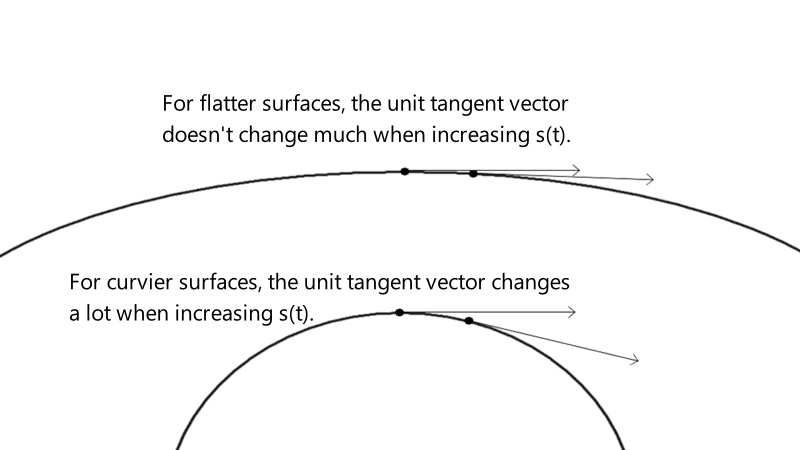 For flatter surfaces, the unit tangent vector
doesn't change much when increasing s(t).
For curvier surfaces, the unit tangent vector changes
a lot when increasing s(t).